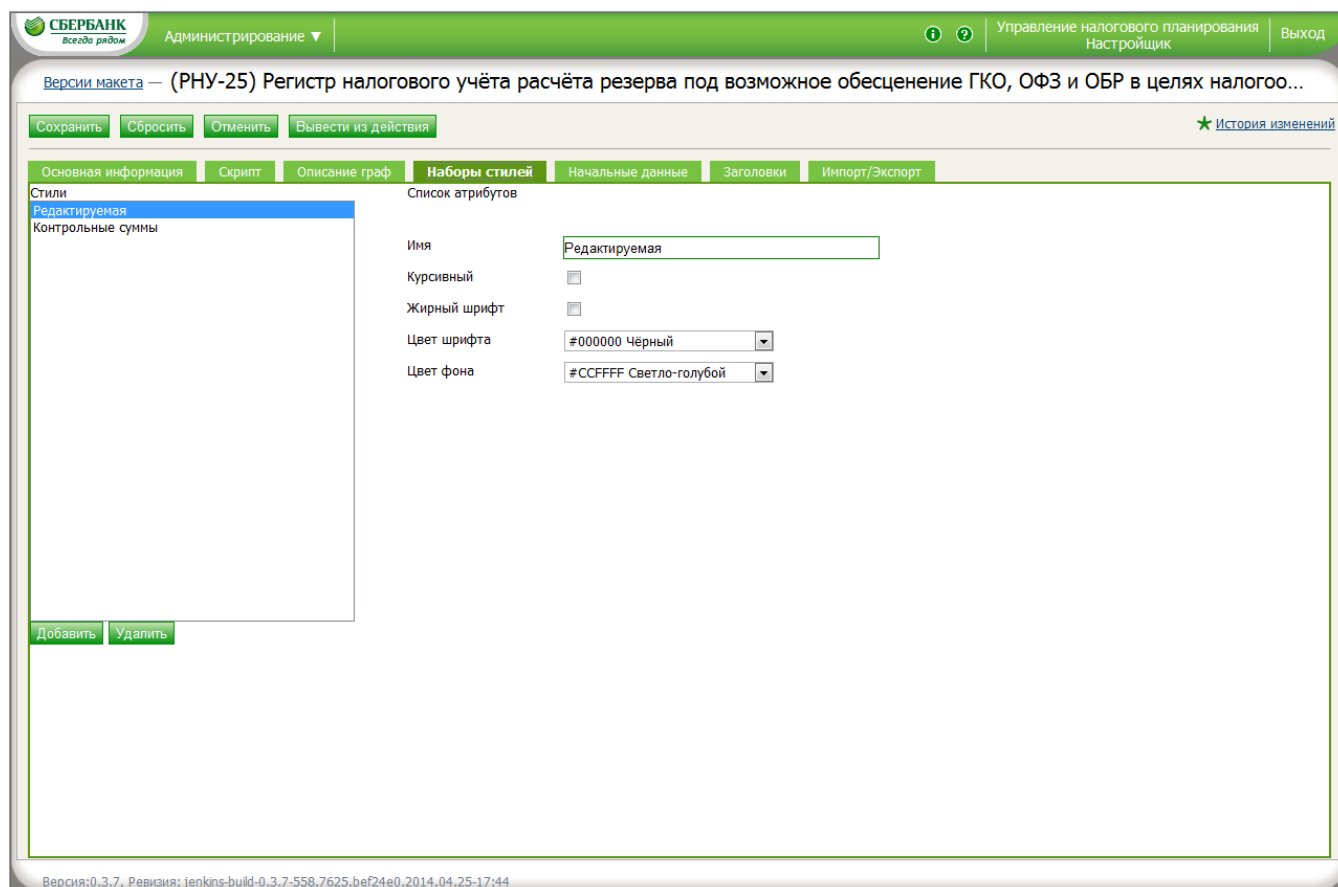 СБЕРБАНК
Всегда рядом
Администрирование ▼
Управление налогового планирования
Настройщик
Выход
Версии макета — (РНУ-25) Регистр налогового учёта расчёта резерва под возможное обесценение ГКО, ОФЗ и ОБР в целях налогоо...
Сохранить Сбросить Отменить Вывести из действия
История изменений
Основная информация Скрипт Описание граф Наборы стилей Начальные данные Заголовки Импорт/Экспорт
Стили
Редактируемая
Контрольные суммы
Список атрибутов
Имя Редактируемая
Курсивный
Жирный шрифт
Цвет шрифта #000000 Чёрный
Цвет фона #CCFFFF Светло-голубой
Добавить Удалить
Версия:0.3.7, Ревизия: jenkins-build-0.3.7-558.7625.bef24e0.2014.04.25-17:44